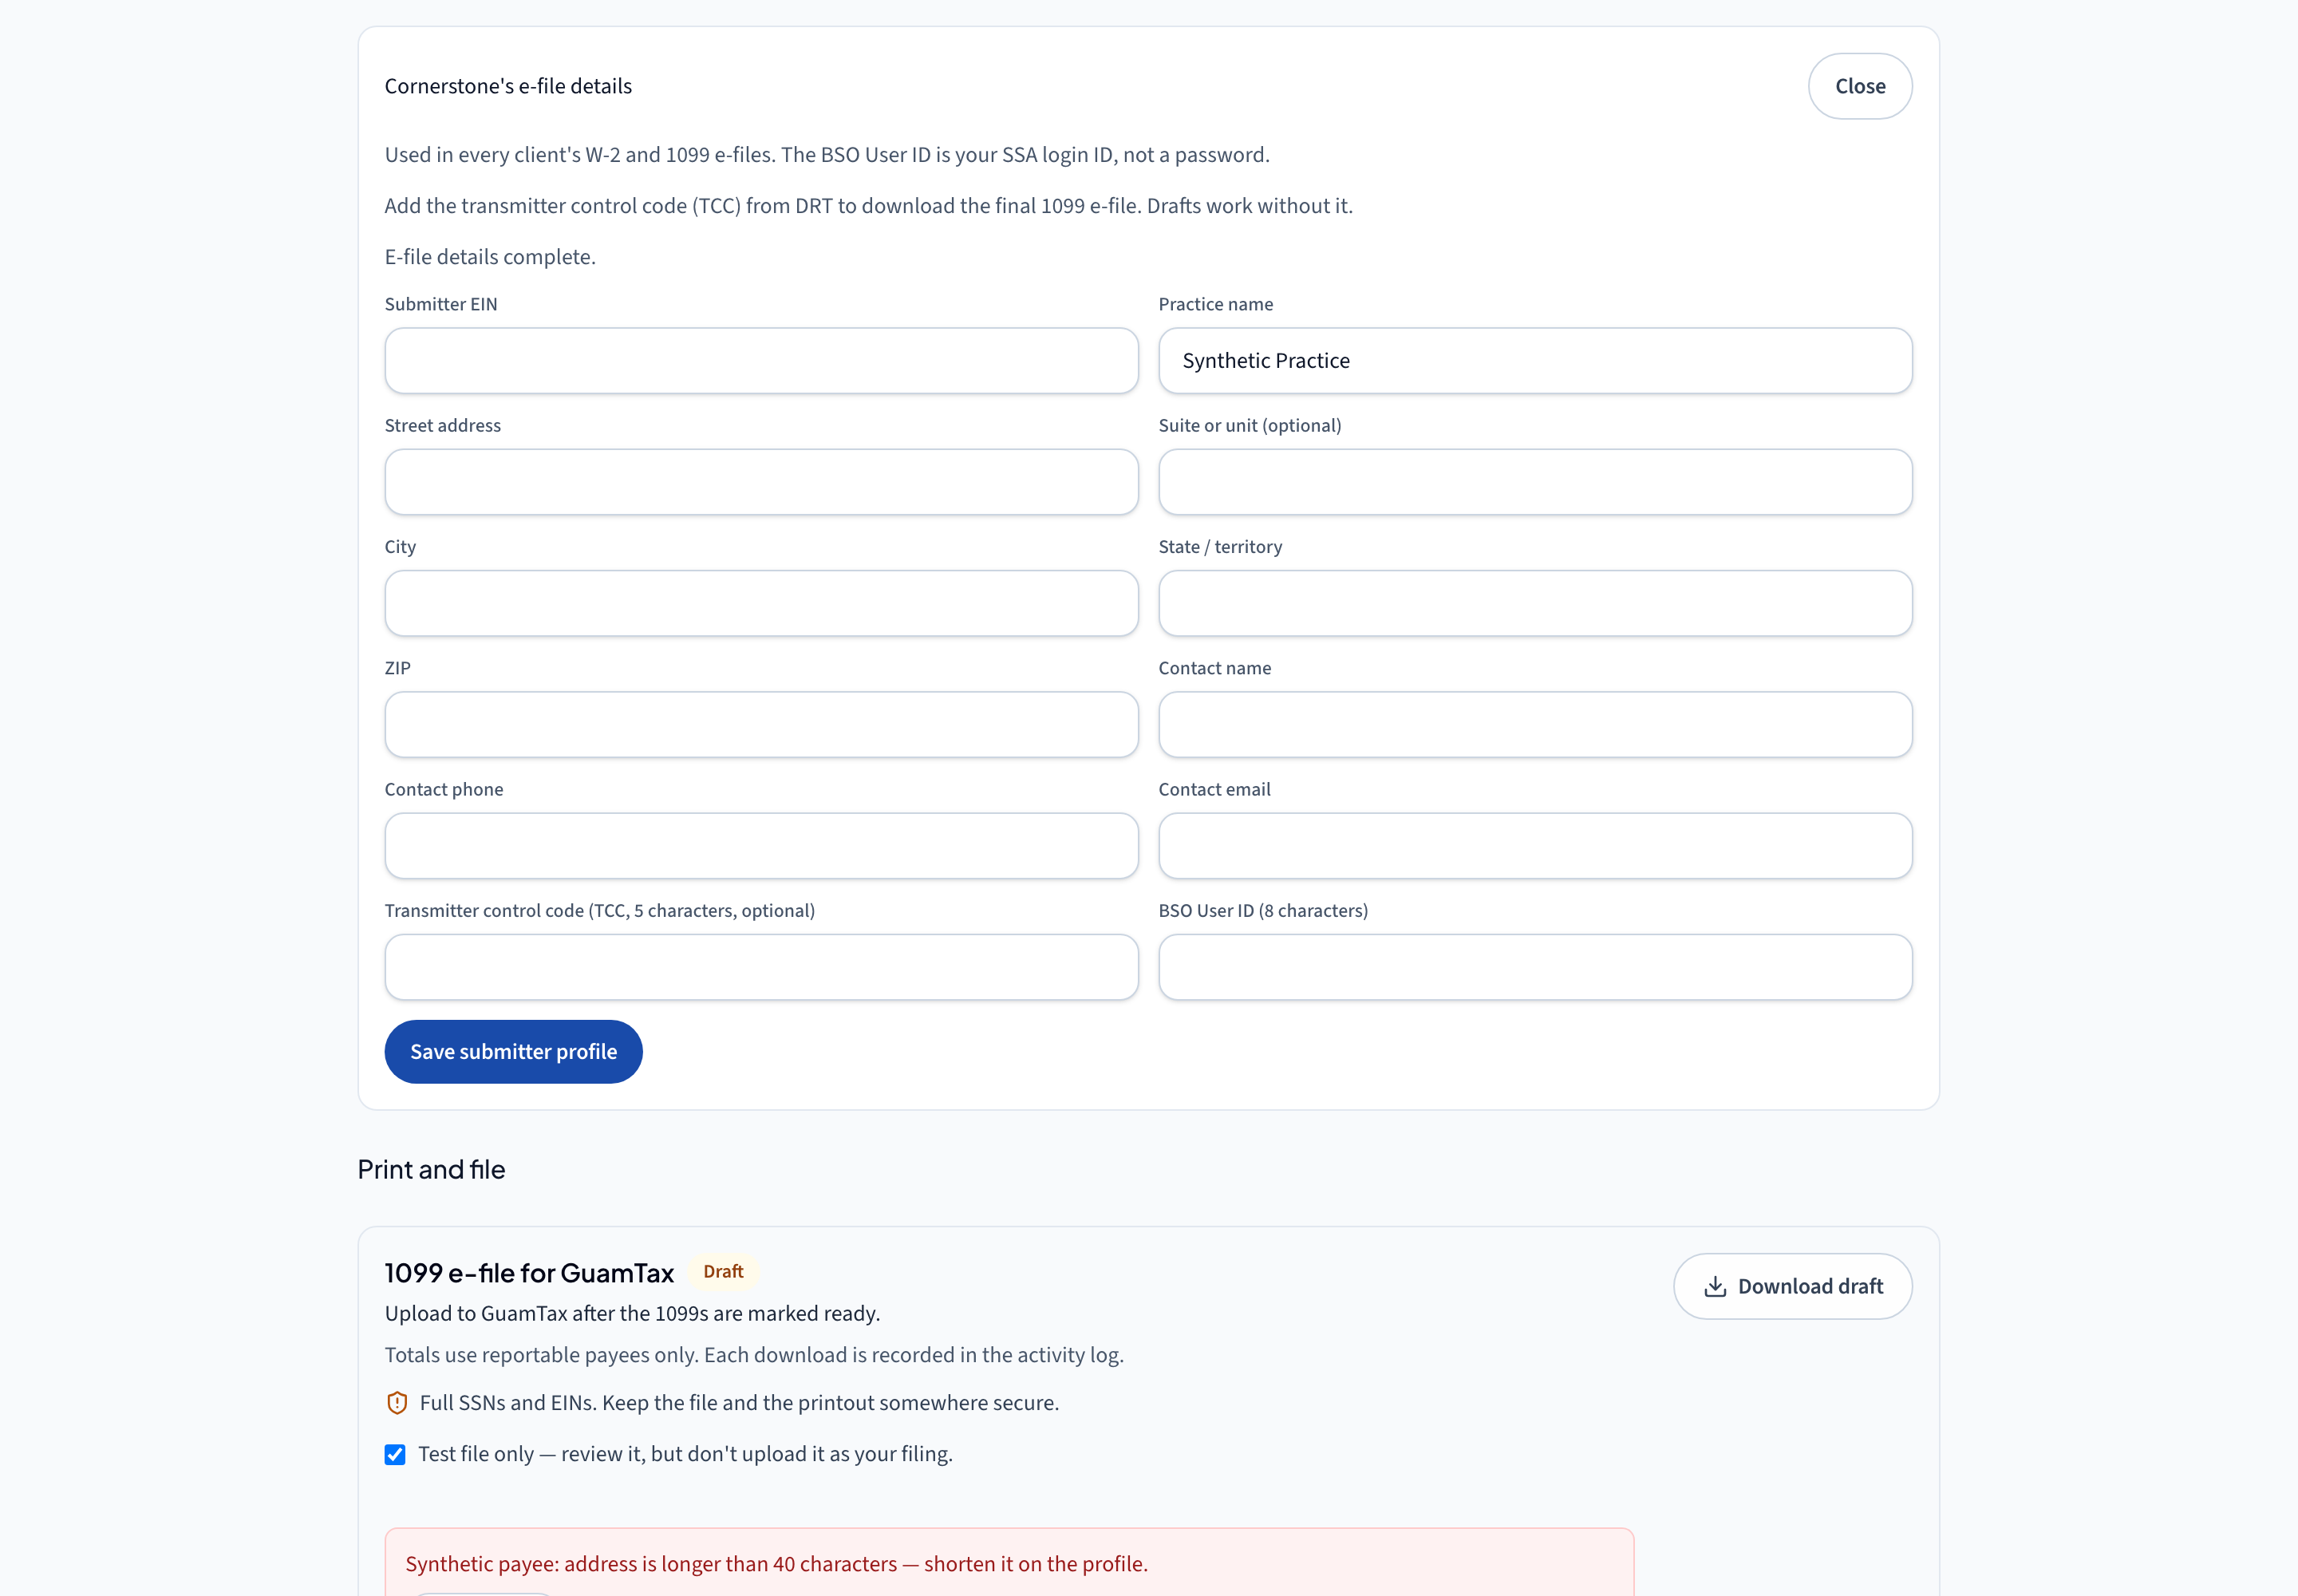 Cornerstone's e-file details
Close
Used in every client's W-2 and 1099 e-files. The BSO User ID is your SSA login ID, not a password.
Add the transmitter control code (TCC) from DRT to download the final 1099 e-file. Drafts work without it.
E-file details complete.
Submitter EIN
Practice name
Synthetic Practice
Street address
Suite or unit (optional)
City
State / territory
ZIP
Contact name
Contact phone
Contact email
Transmitter control code (TCC, 5 characters, optional)
BSO User ID (8 characters)
Save submitter profile
Print and file
1099 e-file for GuamTax
Draft
Download draft
Upload to GuamTax after the 1099s are marked ready.
Totals use reportable payees only. Each download is recorded in the activity log.
Full SSNs and EINs. Keep the file and the printout somewhere secure.
Test file only — review it, but don't upload it as your filing.
Synthetic payee: address is longer than 40 characters — shorten it on the profile.